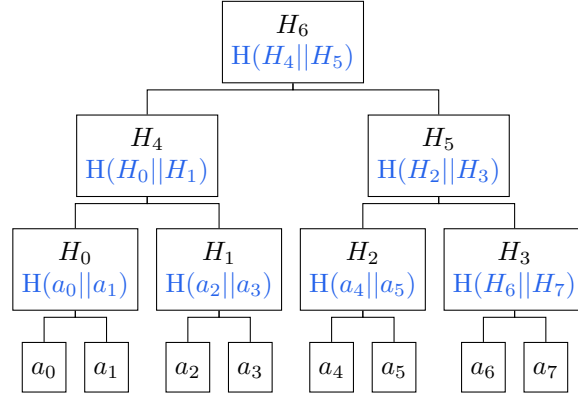 H₆
H(H₄||H₅)
H₄
H(H₀||H₁)
H₅
H(H₂||H₃)
H₀
H(a₀||a₁)
H₁
H(a₂||a₃)
H₂
H(a₄||a₅)
H₃
H(H₆||H₇)
a₀
a₁
a₂
a₃
a₄
a₅
a₆
a₇